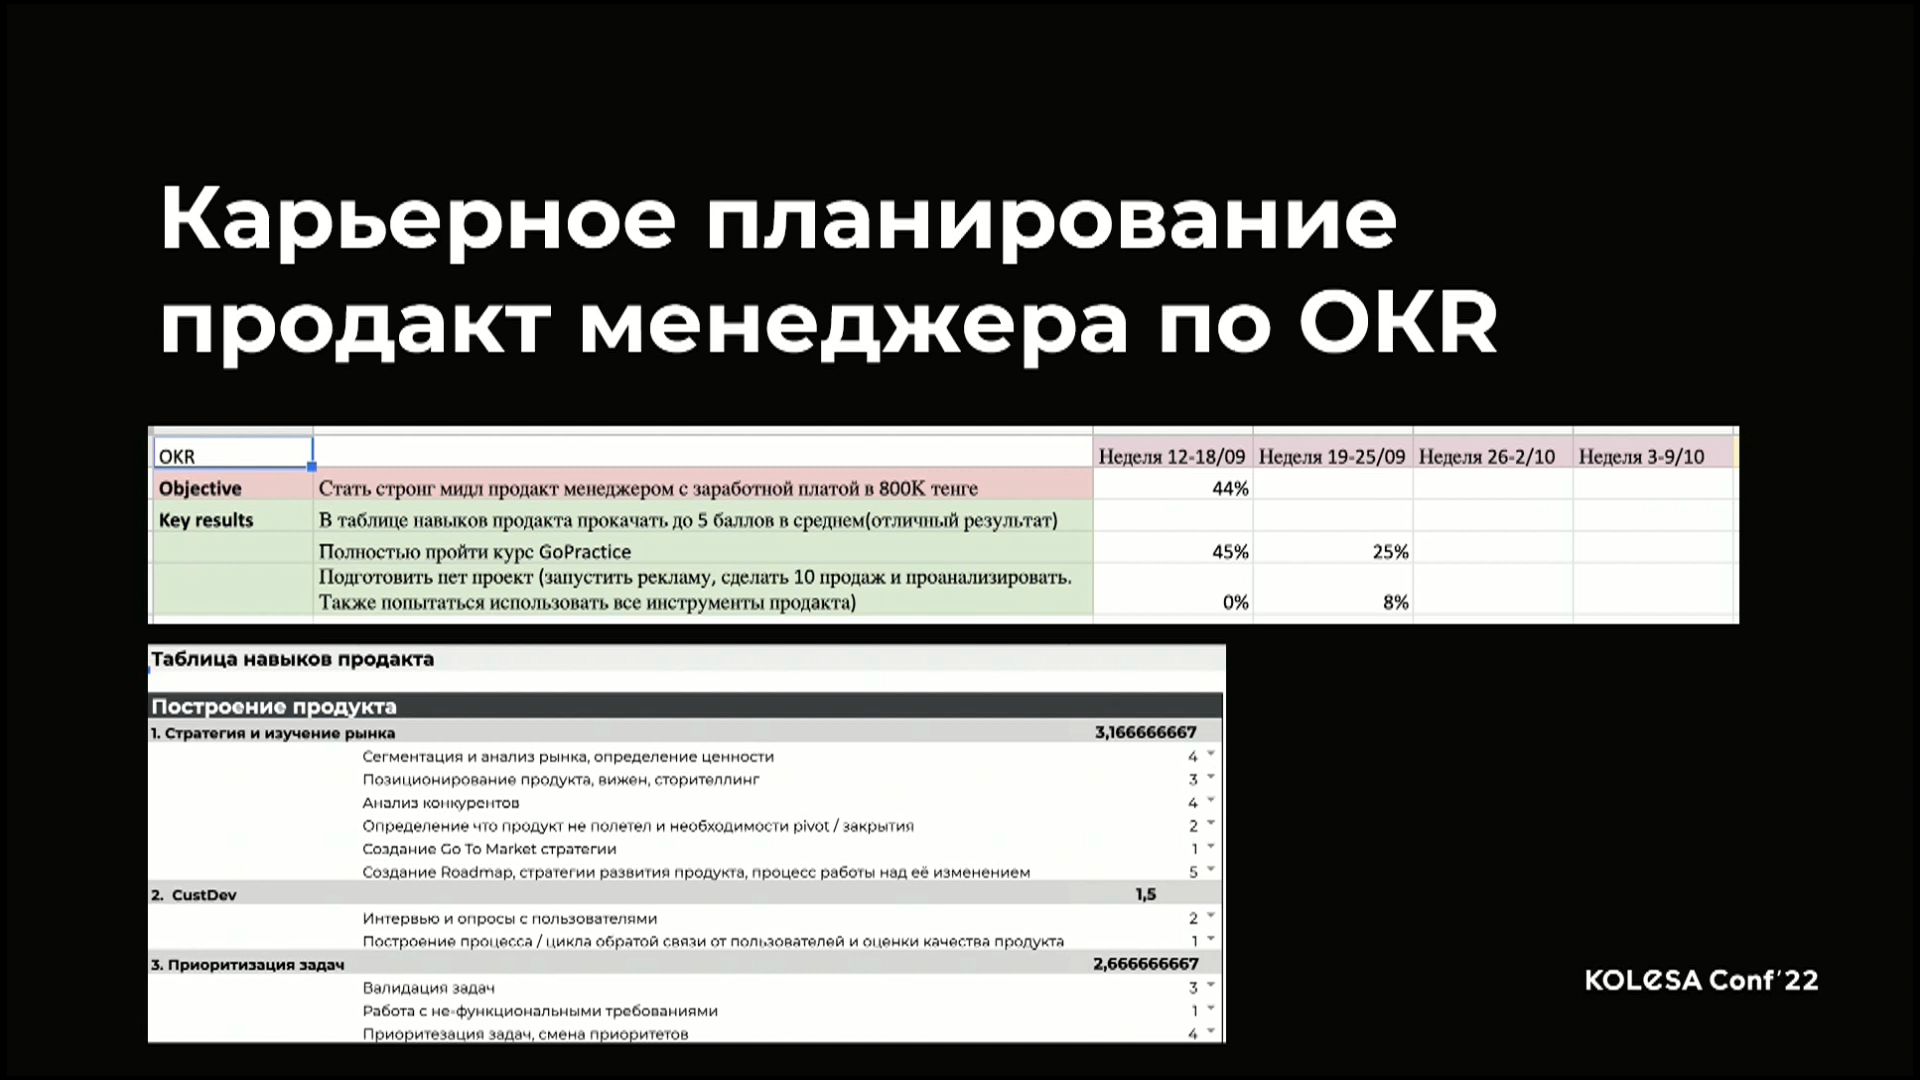 Карьерное планирование
продакт менеджера по OKR
OKR Неделя 12-18/09 Неделя 19-25/09 Неделя 26-2/10 Неделя 3-9/10
Objective Стать стронг мидл продакт менеджером с заработной платой в 800К тенге 44%
Key results В таблице навыков продакта прокачать до 5 баллов в среднем(отличный результат)
Полностью пройти курс GoPractice 45% 25%
Подготовить пет проект (запустить рекламу, сделать 10 продаж и проанализировать.
Также попытаться использовать все инструменты продакта) 0% 8%
Таблица навыков продакта
Построение продукта
1. Стратегия и изучение рынка 3,166666667
Сегментация и анализ рынка, определение ценности 4
Позиционирование продукта, вижен, сторителлинг 3
Анализ конкурентов 4
Определение что продукт не полетел и необходимости pivot / закрытия 2
Создание Go To Market стратегии 1
Создание Roadmap, стратегии развития продукта, процесс работы над её изменением 5
2. CustDev 1,5
Интервью и опросы с пользователями 2
Построение процесса / цикла обратой связи от пользователей и оценки качества продукта 1
3. Приоритизация задач 2,666666667
Валидация задач 3
Работа с не-функциональными требованиями 1
Приоритезация задач, смена приоритетов 4
KOLESA Conf'22